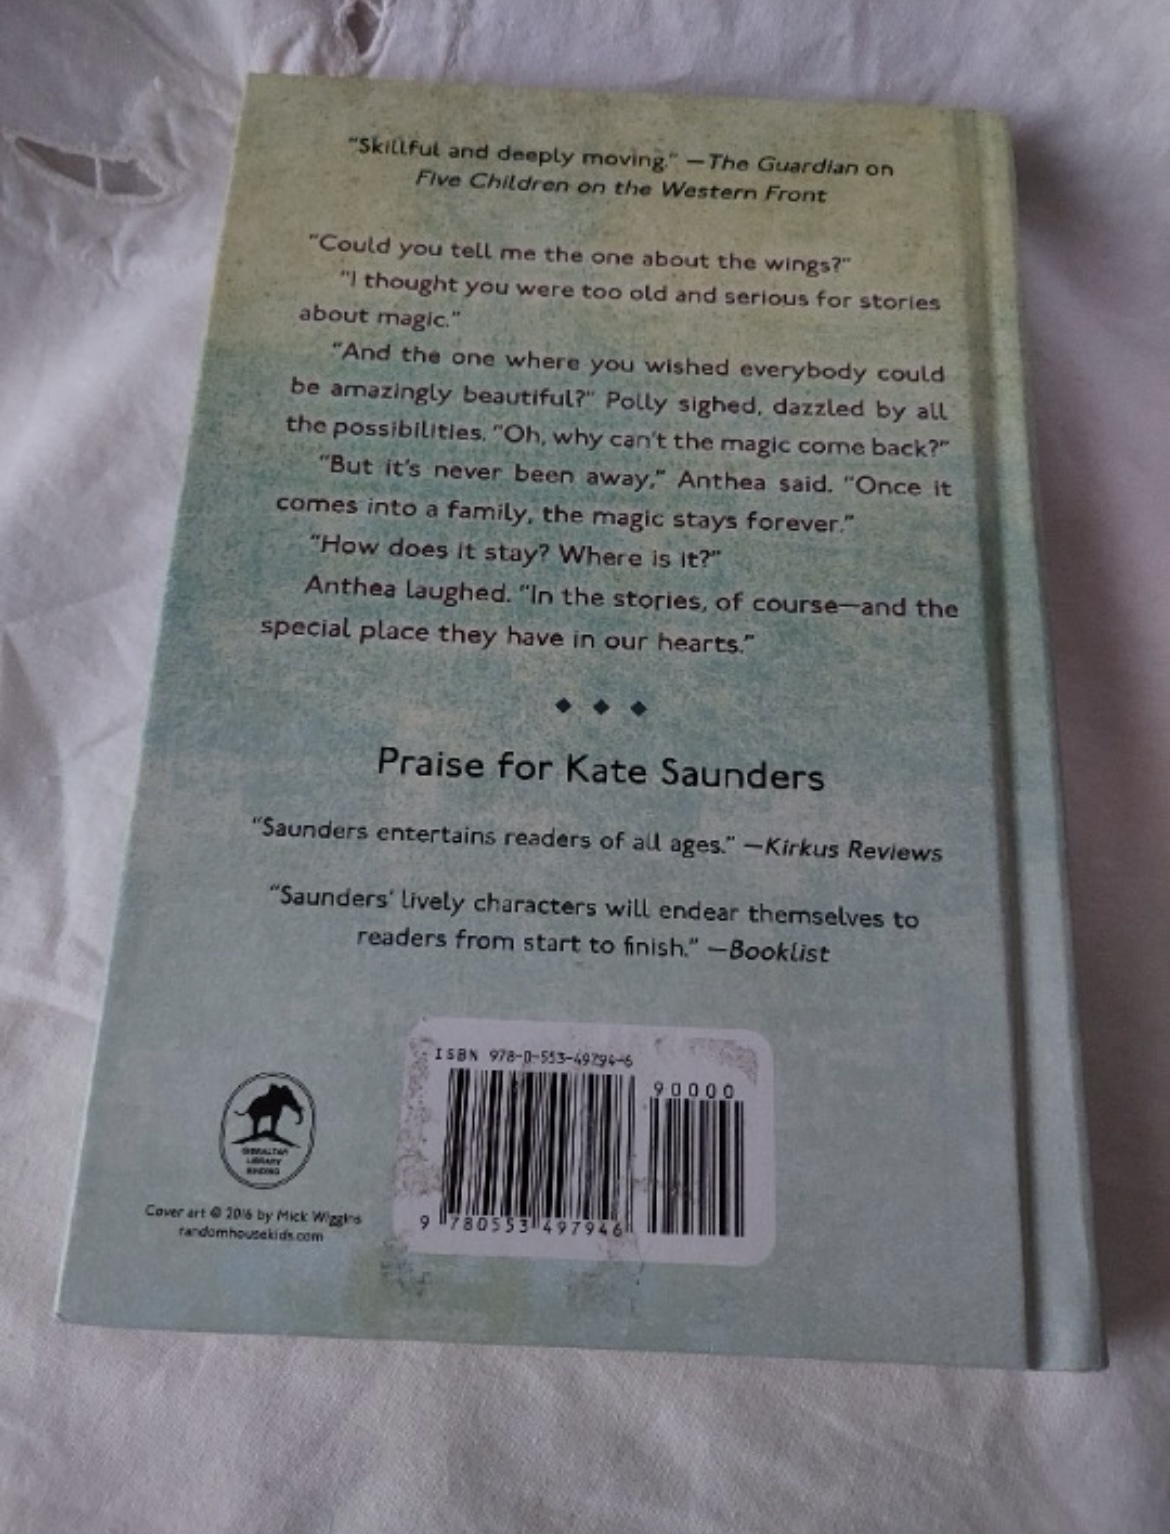 “Skillful and deeply moving.” —The Guardian on
Five Children on the Western Front
“Could you tell me the one about the wings?”
“I thought you were too old and serious for stories
about magic.”
“And the one where you wished everybody could
be amazingly beautiful?” Polly sighed, dazzled by all
the possibilities. “Oh, why can’t the magic come back?”
“But it’s never been away,” Anthea said. “Once it
comes into a family, the magic stays forever.”
“How does it stay? Where is it?”
Anthea laughed. “In the stories, of course—and the
special place they have in our hearts.”
Praise for Kate Saunders
“Saunders entertains readers of all ages.” —Kirkus Reviews
“Saunders’ lively characters will endear themselves to
readers from start to finish.” —Booklist
ISBN 978-0-553-49794-6
90000
9 780553 497946
GIBRALTAR
LIBRARY
BINDING
Cover art © 2016 by Mick Wiggins
randomhousekids.com